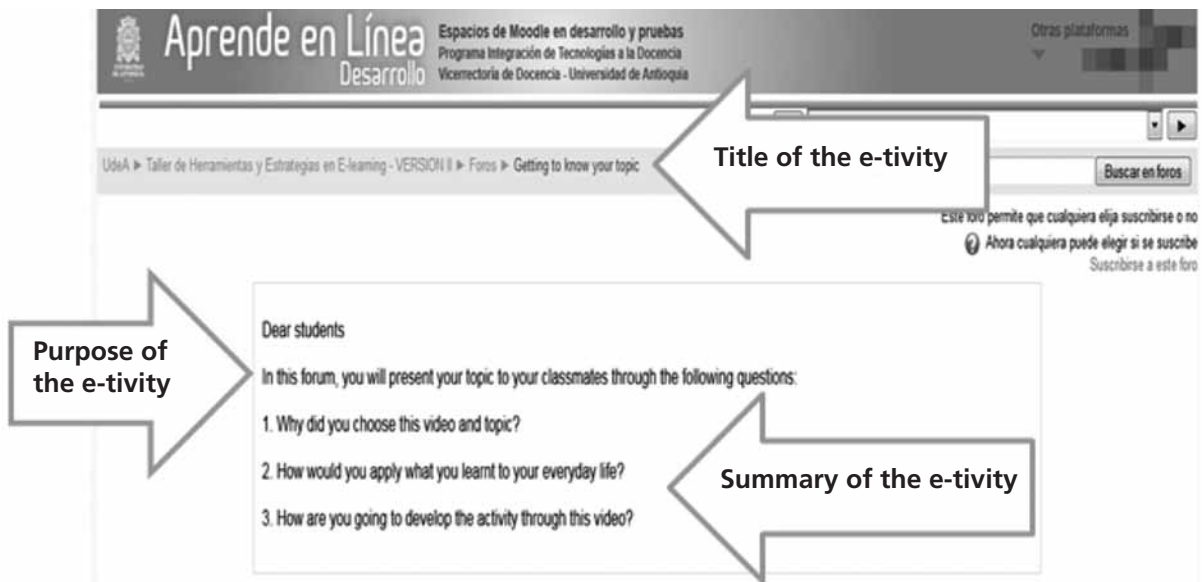 Aprende en Línea
Desarrollo
Espacios de Moodle en desarrollo y pruebas
Programa Integración de Tecnologías a la Docencia
Vicerrectoría de Docencia - Universidad de Antioquia
Otras plataformas
UdeA ► Taller de Herramientas y Estrategias en E-learning - VERSION II ► Foros ► Getting to know your topic
Title of the e-tivity
Buscar en foros
Este foro permite que cualquiera elija suscribirse o no
Ahora cualquiera puede elegir si se suscribe
Suscribirse a este foro
Purpose of
the e-tivity
Dear students
In this forum, you will present your topic to your classmates through the following questions:
1. Why did you choose this video and topic?
2. How would you apply what you learnt to your everyday life?
3. How are you going to develop the activity through this video?
Summary of the e-tivity